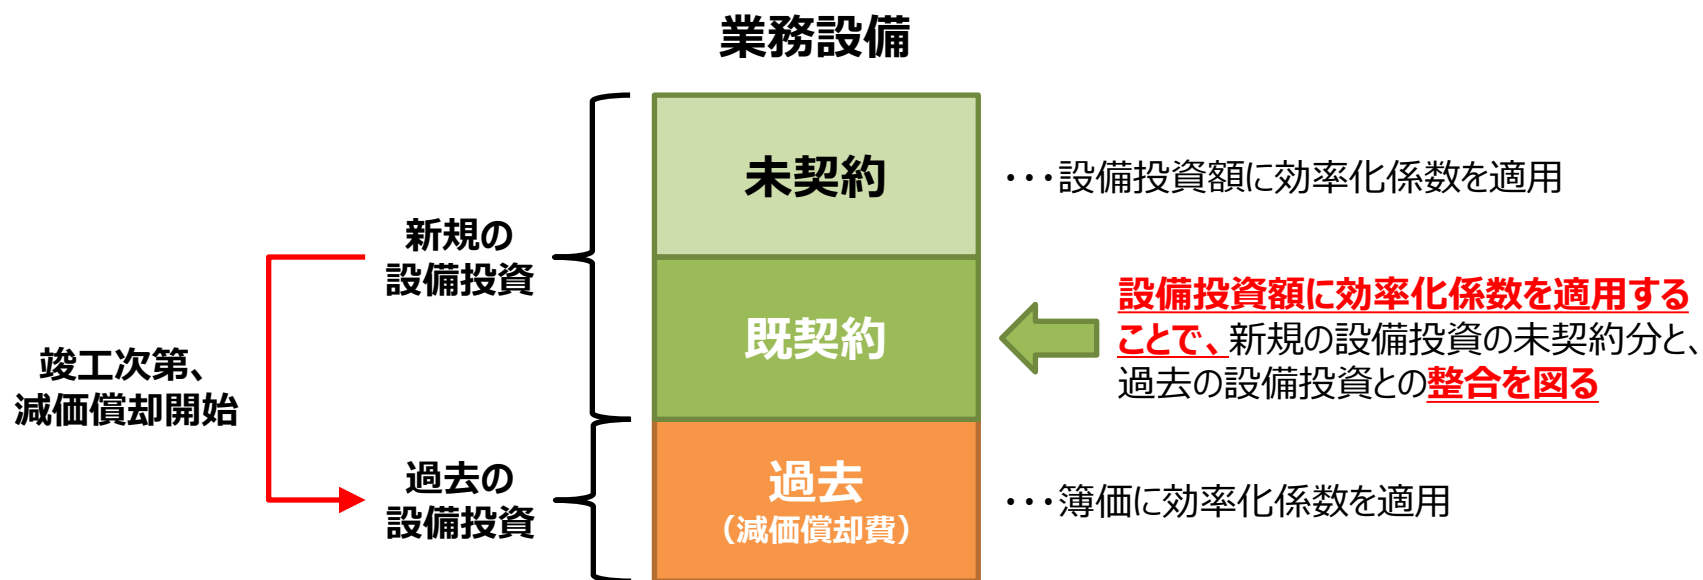 業務設備
未契約
・・・設備投資額に効率化係数を適用
新規の
設備投資
既契約
設備投資額に効率化係数を適用する
ことで、新規の設備投資の未契約分と、
過去の設備投資との整合を図る
竣工次第、
減価償却開始
過去の
設備投資
過去
（減価償却費）
・・・簿価に効率化係数を適用